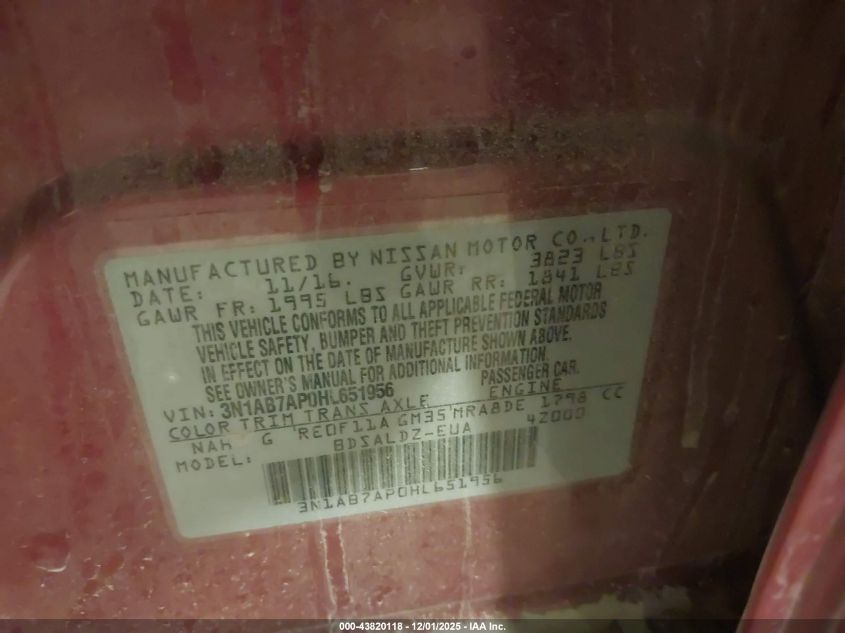 MANUFACTURED BY NISSAN MOTOR CO.,LTD.
DATE: 11/16. GVWR: 3823 LBS
GAWR FR: 1995 LBS GAWR RR: 1841 LBS
THIS VEHICLE CONFORMS TO ALL APPLICABLE FEDERAL MOTOR
VEHICLE SAFETY, BUMPER AND THEFT PREVENTION STANDARDS
IN EFFECT ON THE DATE OF MANUFACTURE SHOWN ABOVE.
SEE OWNER'S MANUAL FOR ADDITIONAL INFORMATION.
VIN: 3N1AB7AP0HL651956 PASSENGER CAR.
COLOR TRIM TRANS AXLE ENGINE
NAH G RE0F11A GM35 MRA8DE 1798 CC
MODEL: BDSALDZ-EUA 42000
3N1AB7AP0HL651956
000-43820118 - 12/01/2025 - IAA Inc.